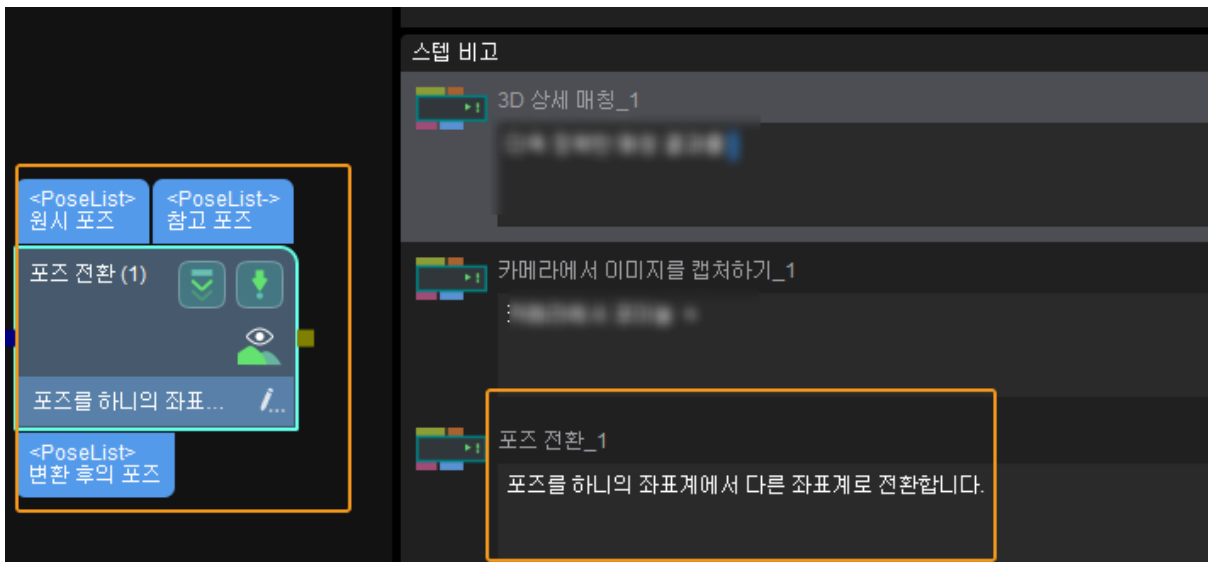 스텝 비고
3D 상세 매칭_1
<PoseList>
원시 포즈
<PoseList->
참고 포즈
포즈 전환 (1)
카메라에서 이미지를 캡처하기_1
포즈를 하니의 좌표...
포즈 전환_1
<PoseList>
변환 후의 포즈
포즈를 하니의 좌표계에서 다른 좌표계로 전환합니다.